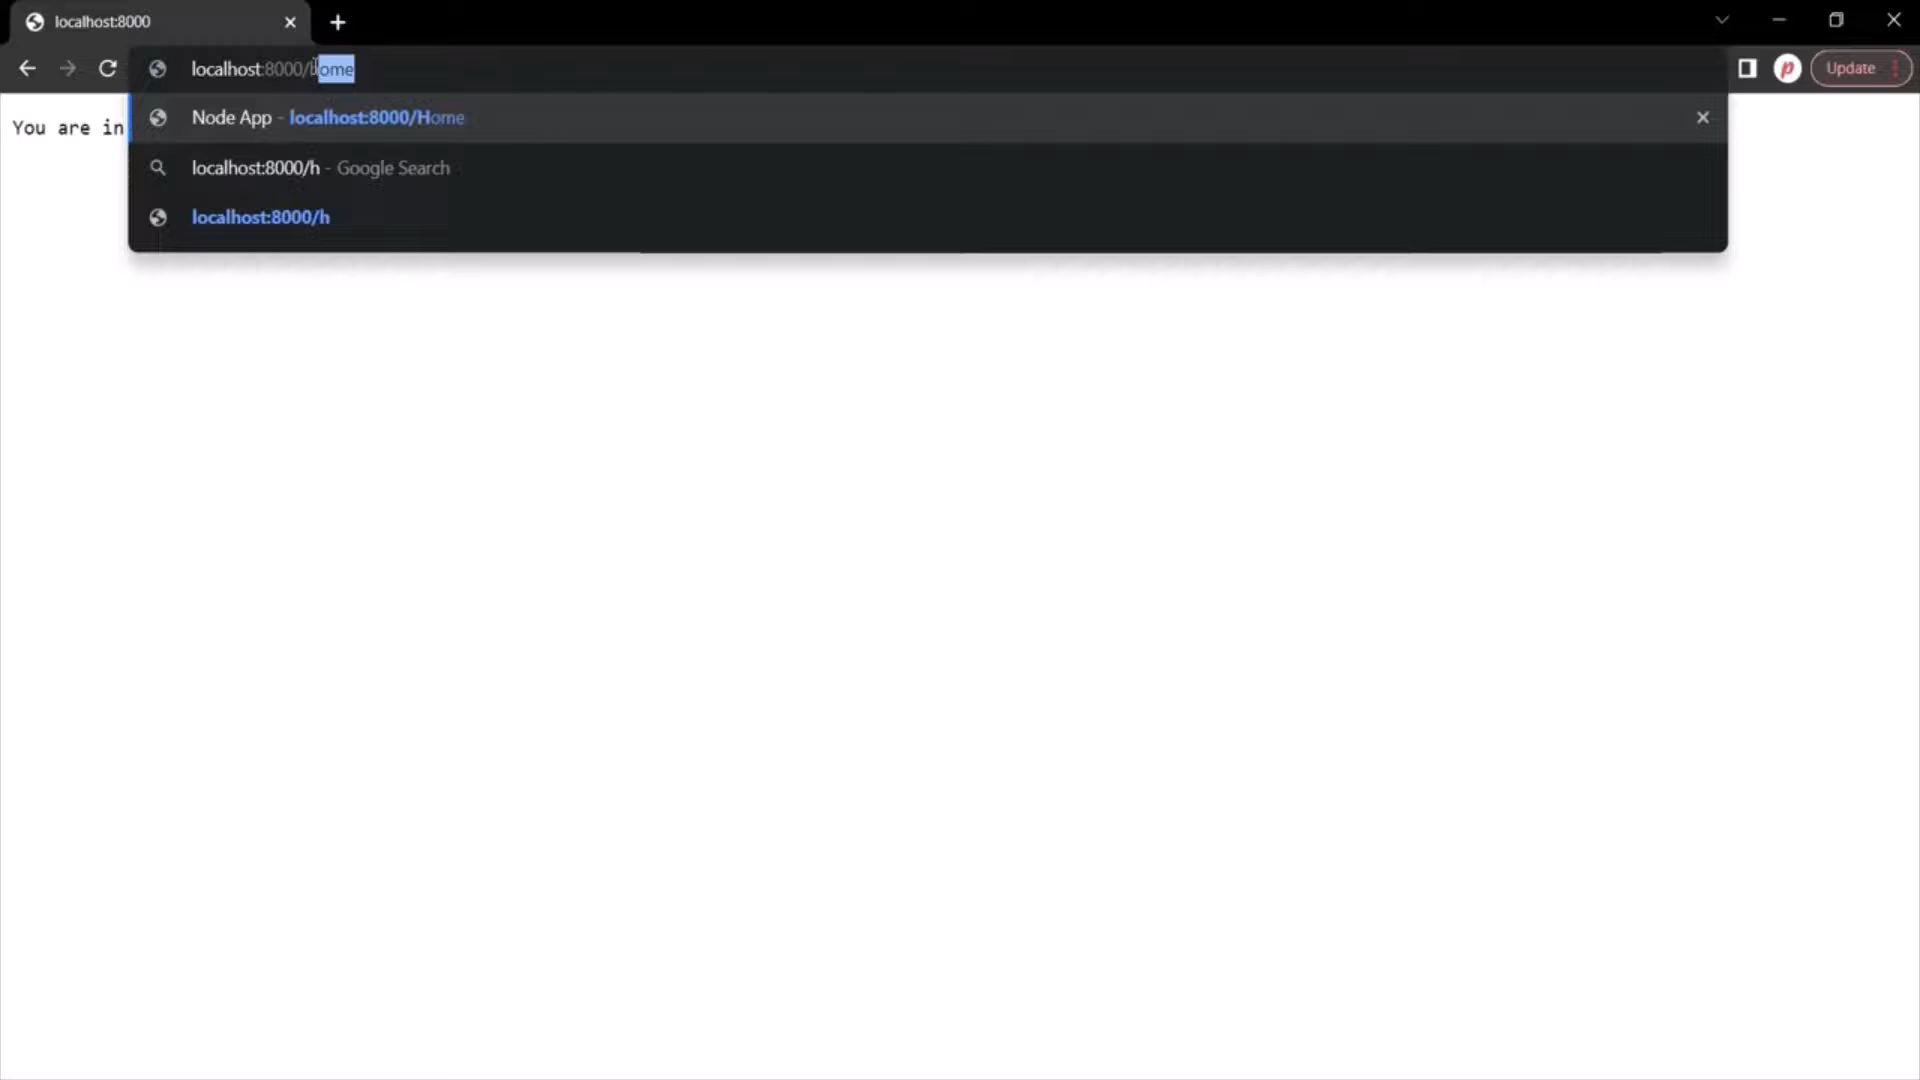 localhost:8000
localhost:8000/home
Update
Node App - localhost:8000/Home
You are in
localhost:8000/h - Google Search
localhost:8000/h